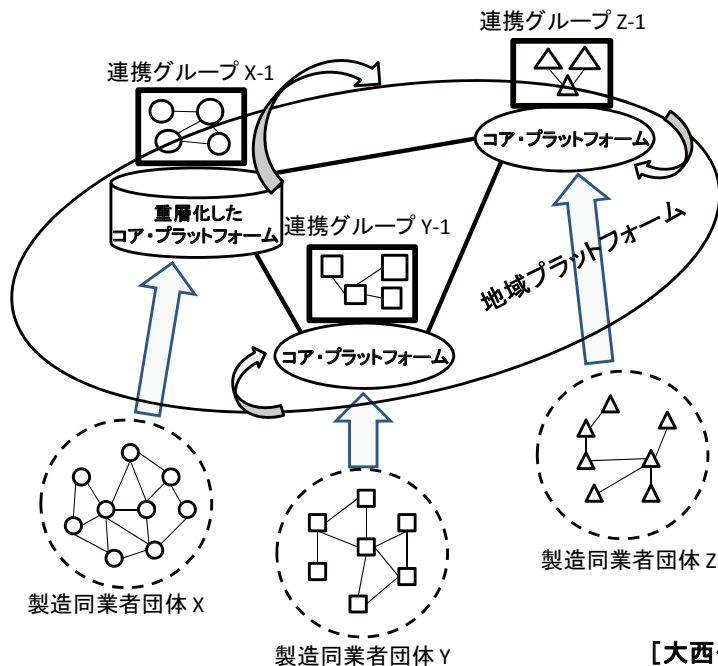 連携グループ Z-1
連携グループ X-1
コア・プラットフォーム
重層化した
コア・プラットフォーム
連携グループ Y-1
地域プラットフォーム
コア・プラットフォーム
製造同業者団体 X
製造同業者団体 Z
製造同業者団体 Y
[大西